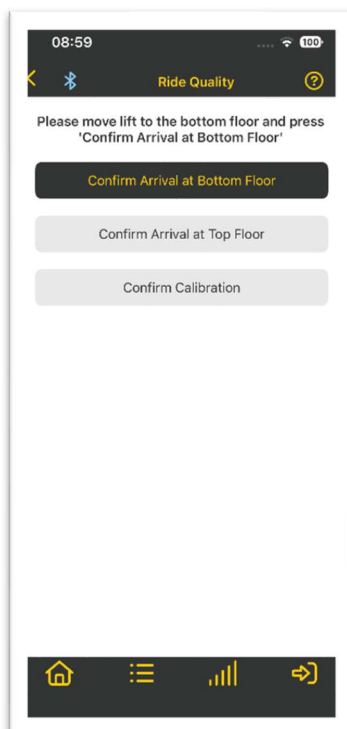 08:59
100
Ride Quality
Please move lift to the bottom floor and press
'Confirm Arrival at Bottom Floor'
Confirm Arrival at Bottom Floor
Confirm Arrival at Top Floor
Confirm Calibration